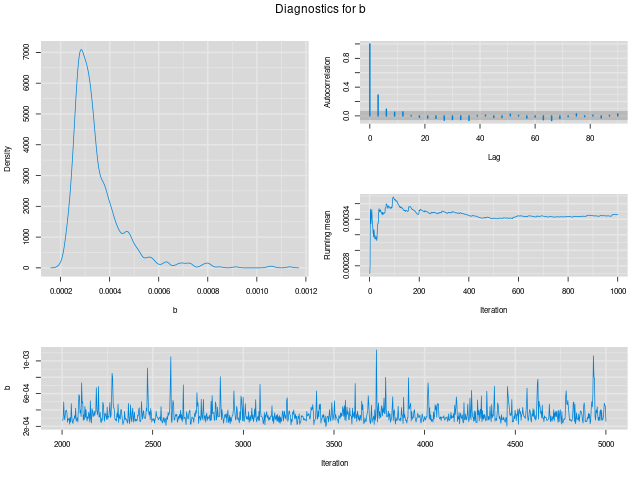 Diagnostics for b
Density
0 1000 2000 3000 4000 5000 6000 7000
0.0002 0.0004 0.0006 0.0008 0.0010 0.0012
b
Autocorrelation
0.0 0.4 0.8
0 20 40 60 80
Lag
Running mean
0.00028 0.00034
0 200 400 600 800 1000
Iteration
b
2e-04 6e-04 1e-03
2000 2500 3000 3500 4000 4500 5000
Iteration